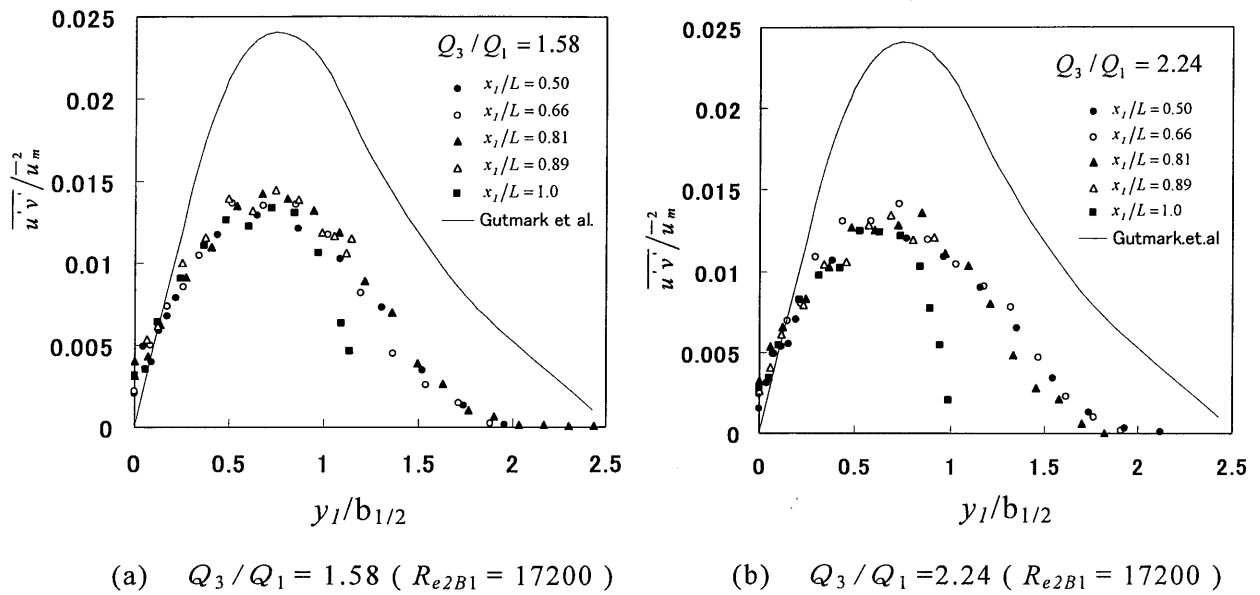 0.025
0.02
0.015
0.01
0.005
0
u'v'/u_m^2
Q3/Q1 = 1.58
x1/L = 0.50
x1/L = 0.66
x1/L = 0.81
x1/L = 0.89
x1/L = 1.0
Gutmark et al.
0 0.5 1 1.5 2 2.5
y1/b1/2
(a) Q3/Q1 = 1.58 ( Re2B1 = 17200 )
0.025
0.02
0.015
0.01
0.005
0
u'v'/u_m^2
Q3/Q1 = 2.24
x1/L = 0.50
x1/L = 0.66
x1/L = 0.81
x1/L = 0.89
x1/L = 1.0
Gutmark.et.al
0 0.5 1 1.5 2 2.5
y1/b1/2
(b) Q3/Q1 =2.24 ( Re2B1 = 17200 )